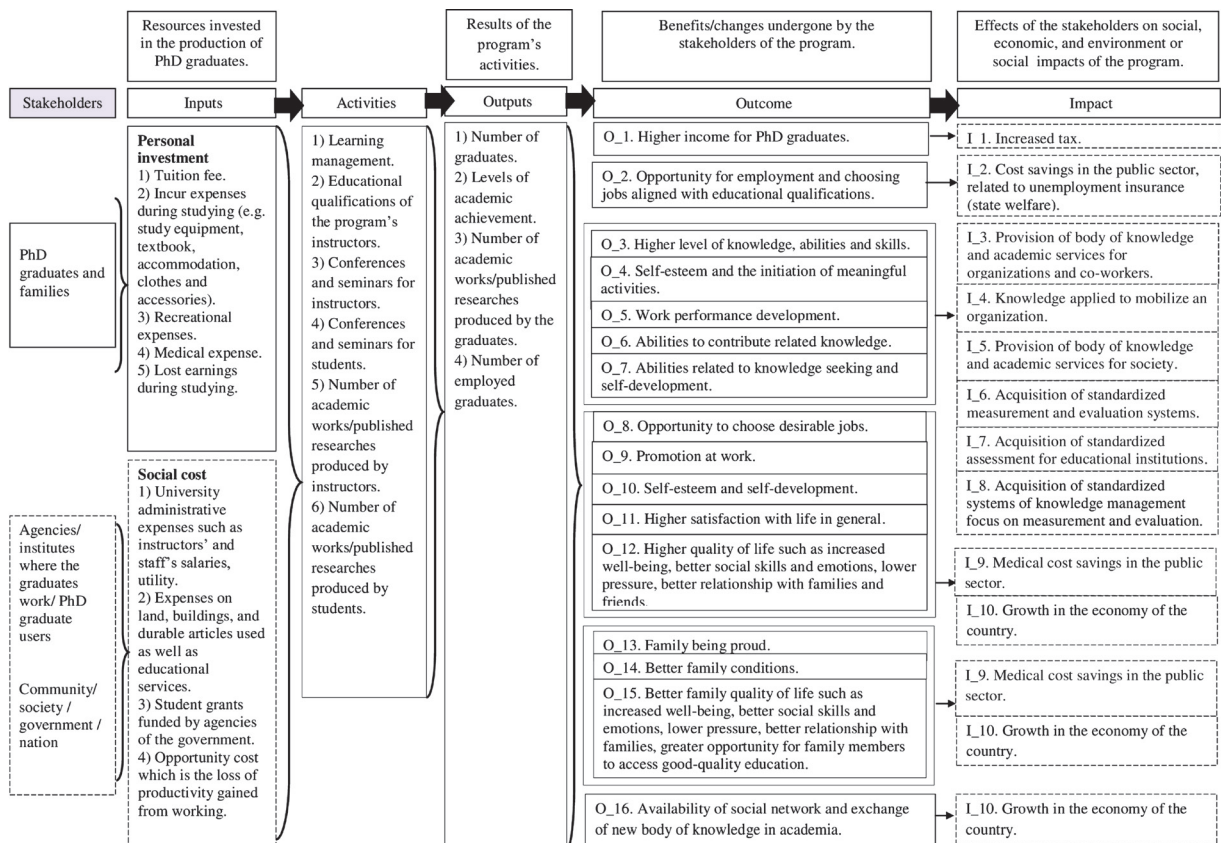 Resources invested
in the production of
PhD graduates.
Results of the
program's
activities.
Benefits/changes undergone by the
stakeholders of the program.
Effects of the stakeholders on social,
economic, and environment or
social impacts of the program.
Stakeholders
Inputs
Activities
Outputs
Outcome
Impact
PhD
graduates and
families
Agencies/
institutes where
the graduates
work/ PhD
graduate
users
Community/
society /
government /
nation
Personal
investment
1) Tuition fee.
2) Incur expenses
during studying (e.g.
study equipment,
textbook,
accommodation,
clothes and
accessories).
3) Recreational
expenses.
4) Medical expense.
5) Lost earnings
during studying.
Social cost
1) University
administrative
expenses such as
instructors' and
staff's salaries,
utility.
2) Expenses on
land, buildings, and
durable articles used
as well as
educational
services.
3) Student grants
funded by agencies
of the government.
4) Opportunity cost
which is the loss of
productivity gained
from working.
1) Learning
management.
2) Educational
qualifications of
the program's
instructors.
3) Conferences
and seminars for
instructors.
4) Conferences
and seminars for
students.
5) Number of
academic
works/published
researches
produced by
instructors.
6) Number of
academic
works/published
researches
produced by
students.
1) Number of
graduates.
2) Levels of
academic
achievement.
3) Number of
academic
works/published
researches
produced by the
graduates.
4) Number of
employed
graduates.
O_1. Higher income for PhD graduates.
O_2. Opportunity for employment and choosing
jobs aligned with educational qualifications.
O_3. Higher level of knowledge, abilities and skills.
O_4. Self-esteem and the initiation of meaningful
activities.
O_5. Work performance development.
O_6. Abilities to contribute related knowledge.
O_7. Abilities related to knowledge seeking and
self-development.
O_8. Opportunity to choose desirable jobs.
O_9. Promotion at work.
O_10. Self-esteem and self-development.
O_11. Higher satisfaction with life in general.
O_12. Higher quality of life such as increased
well-being, better social skills and emotions, lower
pressure, better relationship with families and
friends.
O_13. Family being proud.
O_14. Better family conditions.
O_15. Better family quality of life such as
increased well-being, better social skills and
emotions, lower pressure, better relationship with
families, greater opportunity for family members
to access good-quality education.
O_16. Availability of social network and exchange
of new body of knowledge in academia.
I_1. Increased tax.
I_2. Cost savings in the public sector,
related to unemployment insurance
(state welfare).
I_3. Provision of body of knowledge
and academic services for
organizations and co-workers.
I_4. Knowledge applied to mobilize an
organization.
I_5. Provision of body of knowledge
and academic services for society.
I_6. Acquisition of standardized
measurement and evaluation systems.
I_7. Acquisition of standardized
assessment for educational institutions.
I_8. Acquisition of standardized
systems of knowledge management
focus on measurement and evaluation.
I_9. Medical cost savings in the public
sector.
I_10. Growth in the economy of the
country.
I_9. Medical cost savings in the public
sector.
I_10. Growth in the economy of the
country.
I_10. Growth in the economy of the
country.